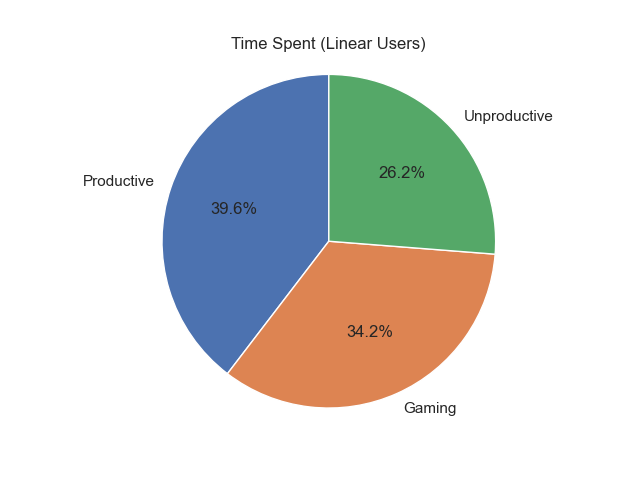 Time Spent (Linear Users)
Unproductive
26.2%
Productive
39.6%
34.2%
Gaming